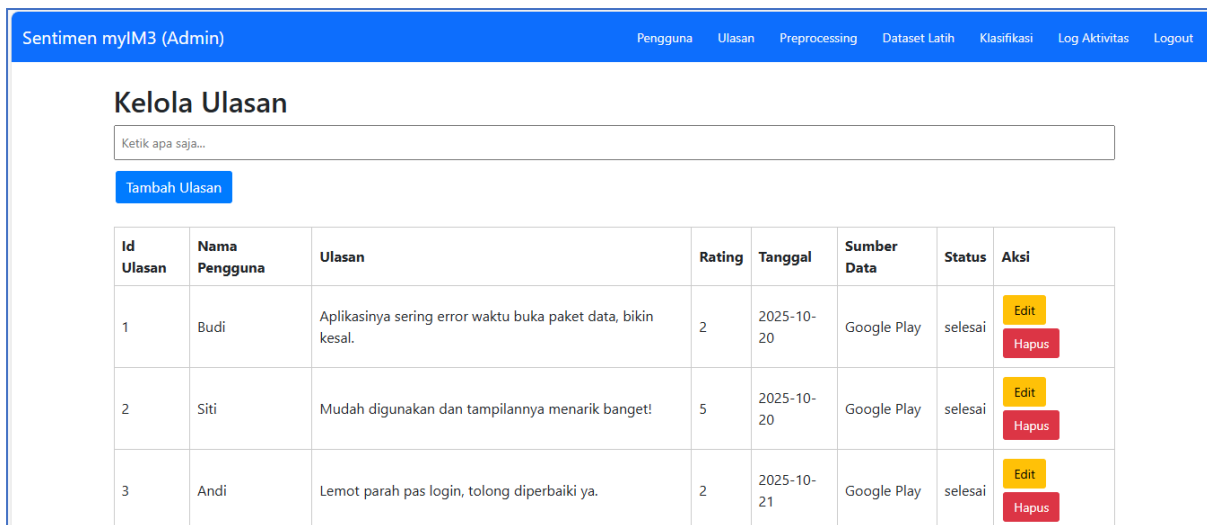 Sentimen myIM3 (Admin)
Pengguna Ulasan Preprocessing Dataset Latih Klasifikasi Log Aktivitas Logout
Kelola Ulasan
Ketik apa saja...
Tambah Ulasan
Id Ulasan
Nama Pengguna
Ulasan
Rating
Tanggal
Sumber Data
Status
Aksi
1
Budi
Aplikasinya sering error waktu buka paket data, bikin
kesal.
2
2025-10-
20
Google Play
selesai
Edit
Hapus
2
Siti
Mudah digunakan dan tampilannya menarik banget!
5
2025-10-
20
Google Play
selesai
Edit
Hapus
3
Andi
Lemot parah pas login, tolong diperbaiki ya.
2
2025-10-
21
Google Play
selesai
Edit
Hapus